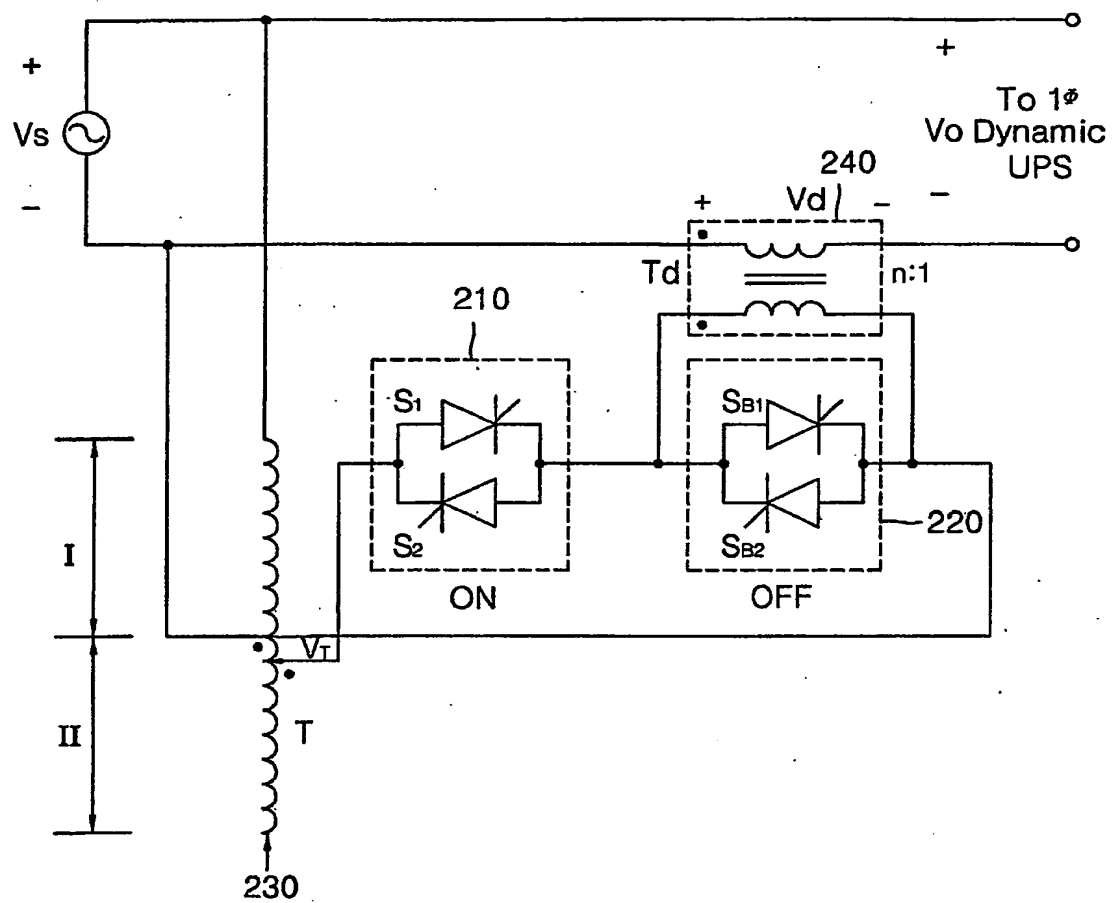 +
Vs
−
+
To 1Φ
Vo Dynamic
UPS
−
240
+ Vd −
Td
n:1
210
S1
S2
ON
SB1
SB2
OFF
220
I
II
VT
T
230